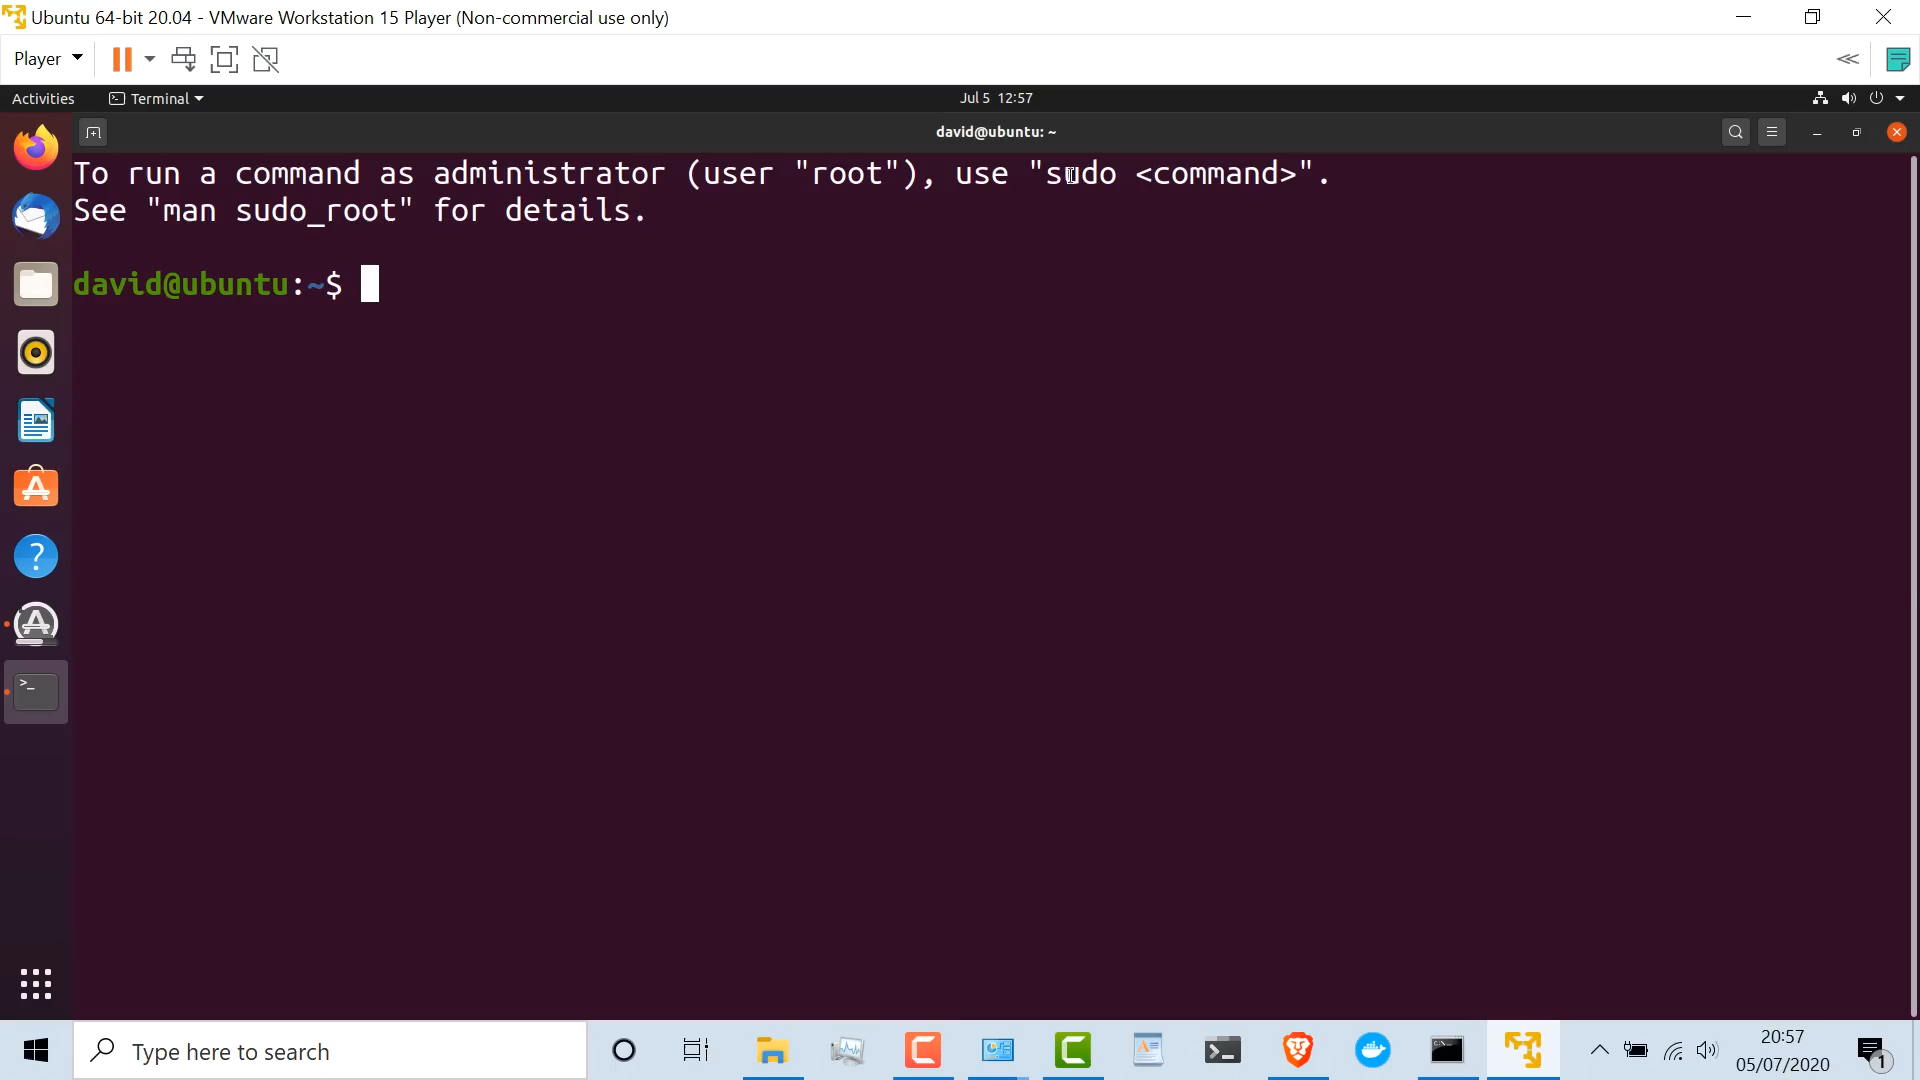 Ubuntu 64-bit 20.04 - VMware Workstation 15 Player (Non-commercial use only)
Player
Activities
Terminal
Jul 5 12:57
david@ubuntu: ~
To run a command as administrator (user "root"), use "sudo <command>".
See "man sudo_root" for details.
david@ubuntu:~$
Type here to search
20:57
05/07/2020
1